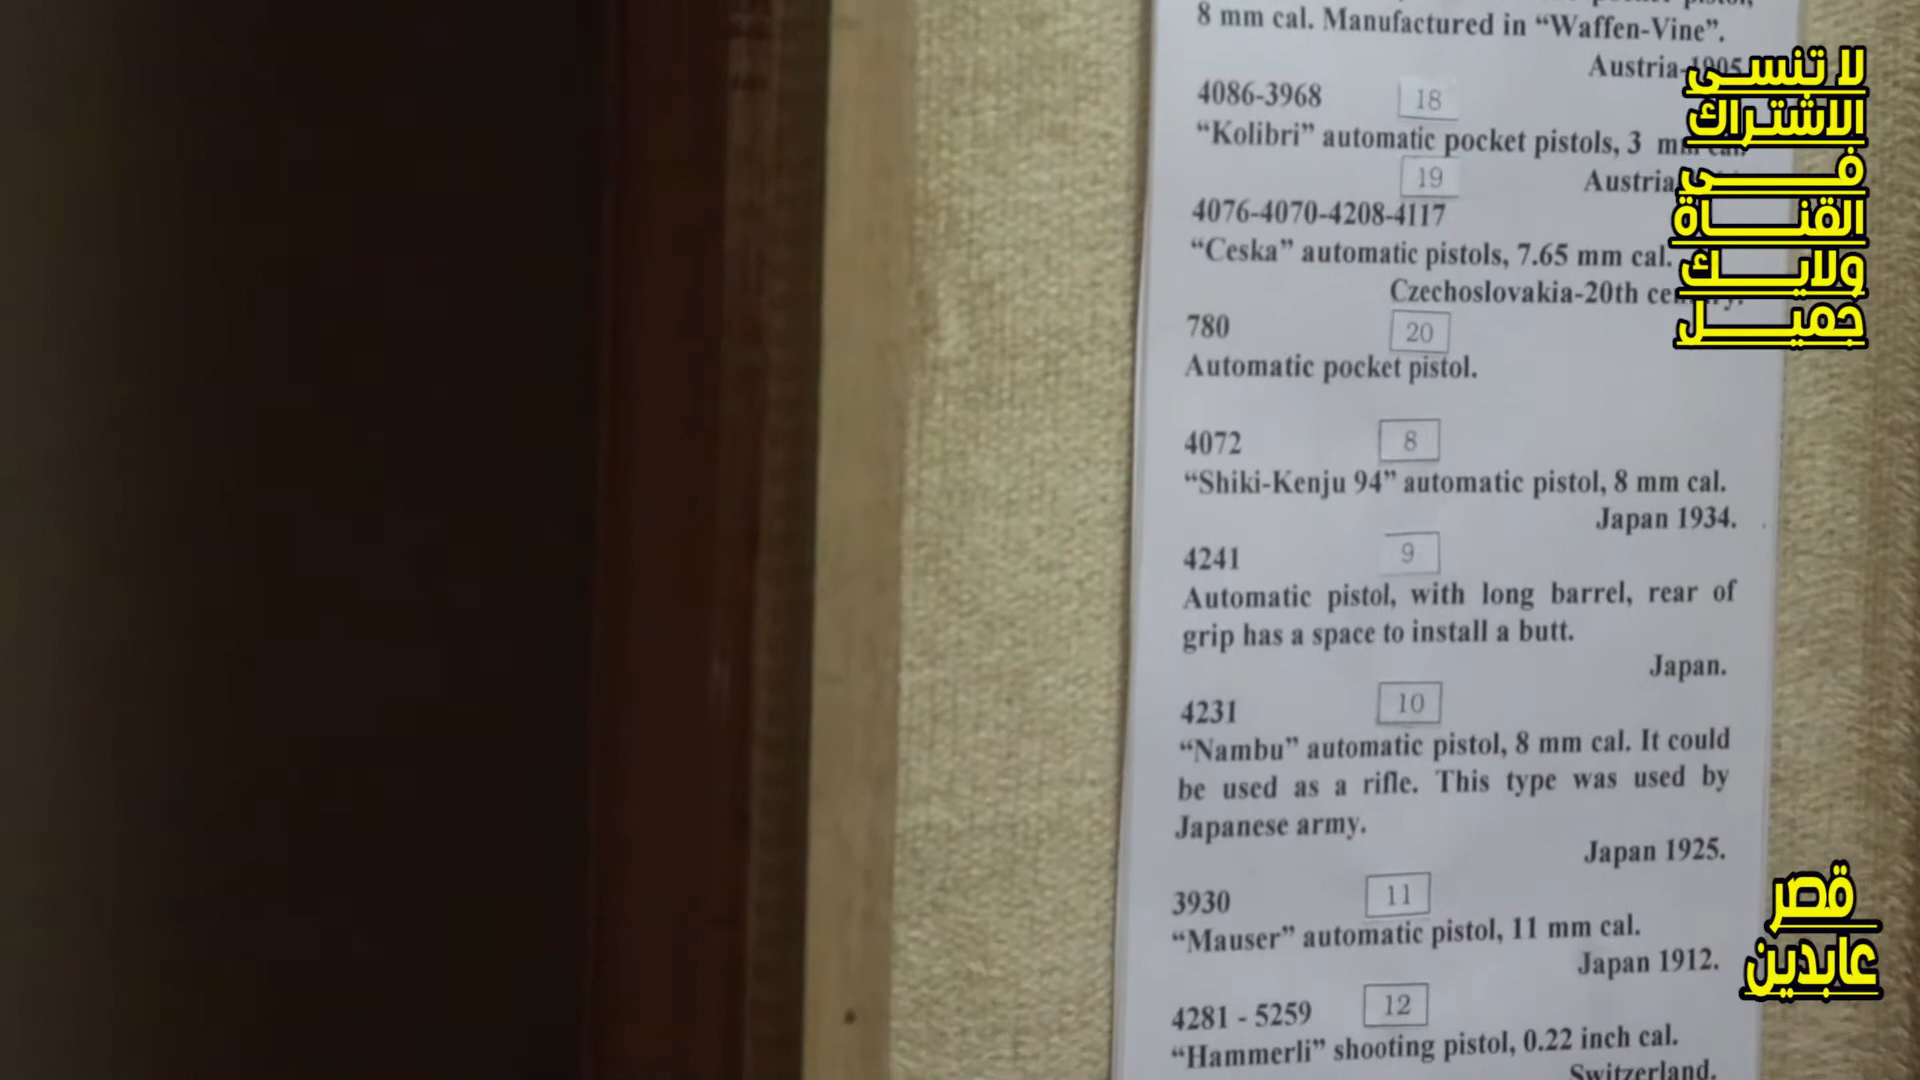 8 mm cal. Manufactured in “Waffen-Vine”.
Austria-1905
4086-3968 18
“Kolibri” automatic pocket pistols, 3 mm cal.
19 Austria
4076-4070-4208-4117
“Ceska” automatic pistols, 7.65 mm cal.
Czechoslovakia-20th century.
780 20
Automatic pocket pistol.
4072 8
“Shiki-Kenju 94” automatic pistol, 8 mm cal.
Japan 1934.
4241 9
Automatic pistol, with long barrel, rear of
grip has a space to install a butt.
Japan.
4231 10
“Nambu” automatic pistol, 8 mm cal. It could
be used as a rifle. This type was used by
Japanese army.
Japan 1925.
3930 11
“Mauser” automatic pistol, 11 mm cal.
Japan 1912.
4281 - 5259 12
“Hammerli” shooting pistol, 0.22 inch cal.
Switzerland.
لا تنسى
الاشتراك
فى
القناة
ولايك
جميل
قصر
عابدين